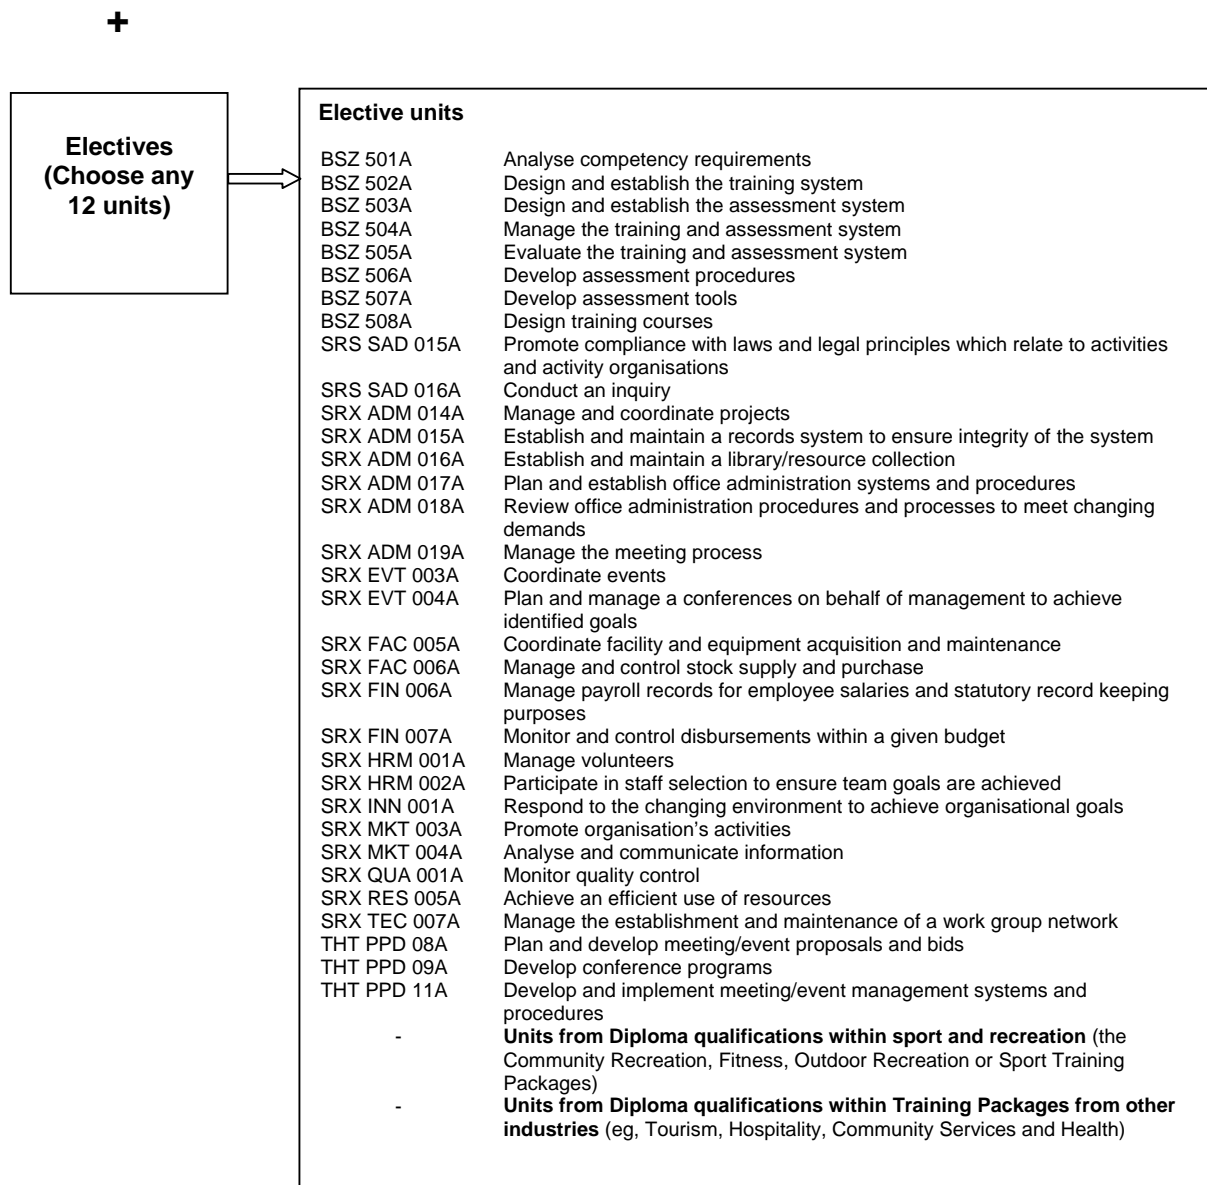 +
Electives
(Choose any
12 units)
Elective units
BSZ 501A Analyse competency requirements
BSZ 502A Design and establish the training system
BSZ 503A Design and establish the assessment system
BSZ 504A Manage the training and assessment system
BSZ 505A Evaluate the training and assessment system
BSZ 506A Develop assessment procedures
BSZ 507A Develop assessment tools
BSZ 508A Design training courses
SRS SAD 015A Promote compliance with laws and legal principles which relate to activities
and activity organisations
SRS SAD 016A Conduct an inquiry
SRX ADM 014A Manage and coordinate projects
SRX ADM 015A Establish and maintain a records system to ensure integrity of the system
SRX ADM 016A Establish and maintain a library/resource collection
SRX ADM 017A Plan and establish office administration systems and procedures
SRX ADM 018A Review office administration procedures and processes to meet changing
demands
SRX ADM 019A Manage the meeting process
SRX EVT 003A Coordinate events
SRX EVT 004A Plan and manage a conferences on behalf of management to achieve
identified goals
SRX FAC 005A Coordinate facility and equipment acquisition and maintenance
SRX FAC 006A Manage and control stock supply and purchase
SRX FIN 006A Manage payroll records for employee salaries and statutory record keeping
purposes
SRX FIN 007A Monitor and control disbursements within a given budget
SRX HRM 001A Manage volunteers
SRX HRM 002A Participate in staff selection to ensure team goals are achieved
SRX INN 001A Respond to the changing environment to achieve organisational goals
SRX MKT 003A Promote organisation's activities
SRX MKT 004A Analyse and communicate information
SRX QUA 001A Monitor quality control
SRX RES 005A Achieve an efficient use of resources
SRX TEC 007A Manage the establishment and maintenance of a work group network
THT PPD 08A Plan and develop meeting/event proposals and bids
THT PPD 09A Develop conference programs
THT PPD 11A Develop and implement meeting/event management systems and
procedures
- Units from Diploma qualifications within sport and recreation (the
Community Recreation, Fitness, Outdoor Recreation or Sport Training
Packages)
- Units from Diploma qualifications within Training Packages from other
industries (eg, Tourism, Hospitality, Community Services and Health)